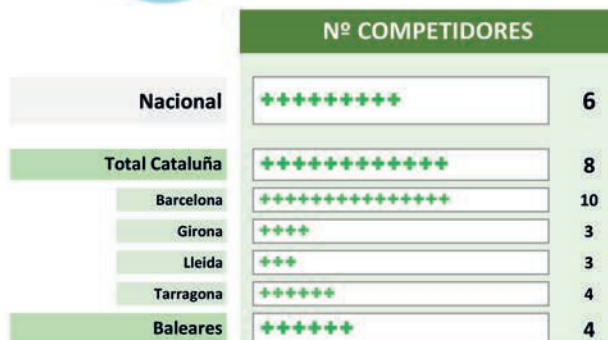 Nº COMPETIDORES
Nacional +++++++++ 6
Total Cataluña ++++++++++++ 8
Barcelona +++++++++++++++ 10
Girona ++++ 3
Lleida +++ 3
Tarragona ++++++ 4
Baleares ++++++ 4